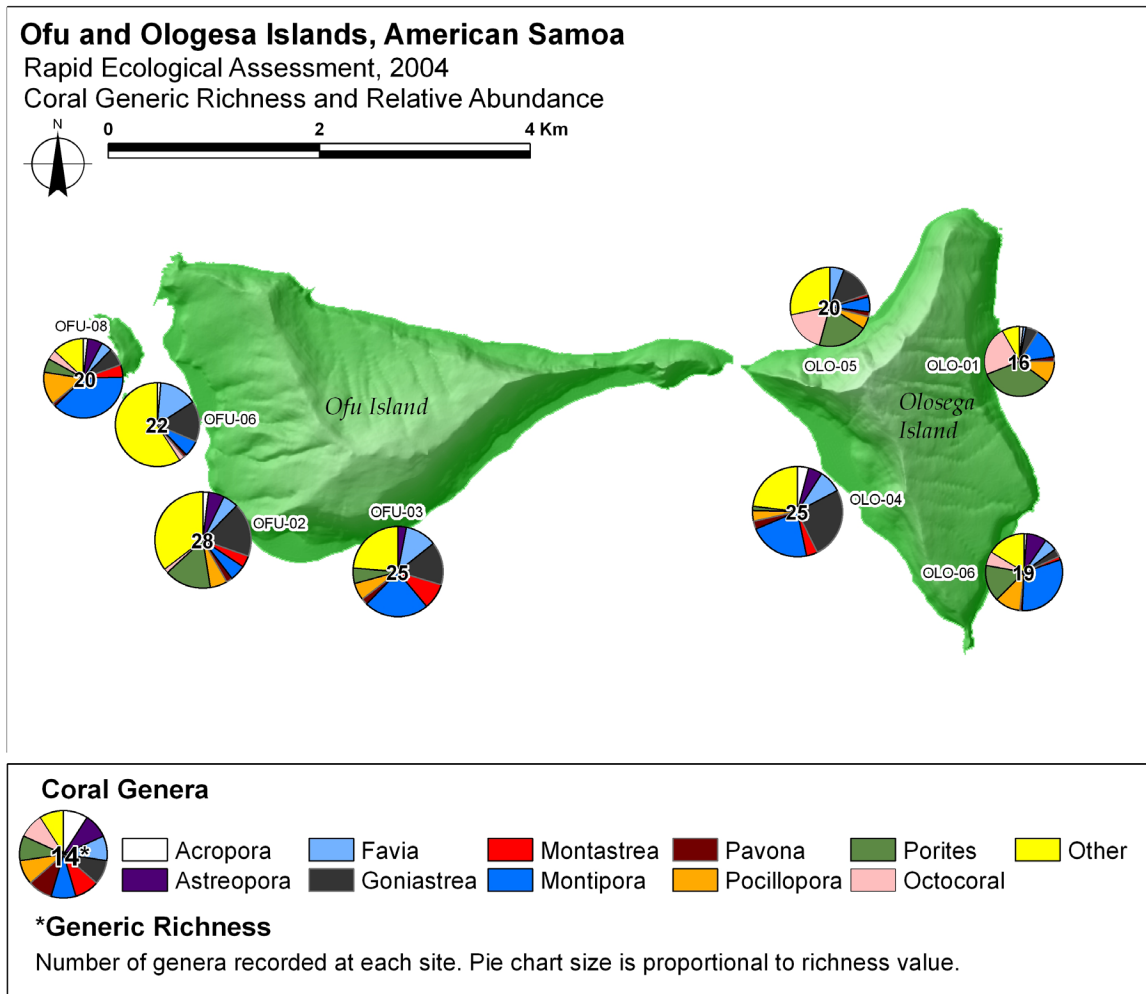 Ofu and Ologesa Islands, American Samoa
Rapid Ecological Assessment, 2004
Coral Generic Richness and Relative Abundance
N
0 2 4 Km
OFU-08
20
22
OFU-06
Ofu Island
28
OFU-02
OFU-03
25
20
OLO-05
OLO-01
16
Olosega
Island
25
OLO-04
OLO-06
19
Coral Genera
14*
Acropora Favia Montastrea Pavona Porites Other
Astreopora Goniastrea Montipora Pocillopora Octocoral
*Generic Richness
Number of genera recorded at each site. Pie chart size is proportional to richness value.